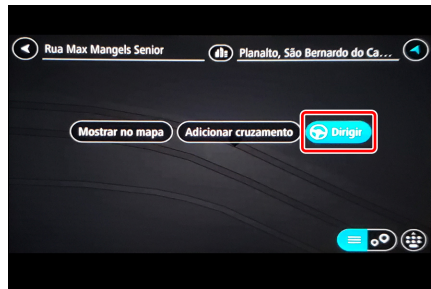 Rua Max Mangels Senior
Planalto, São Bernardo do Ca...
Mostrar no mapa
Adicionar cruzamento
Dirigir